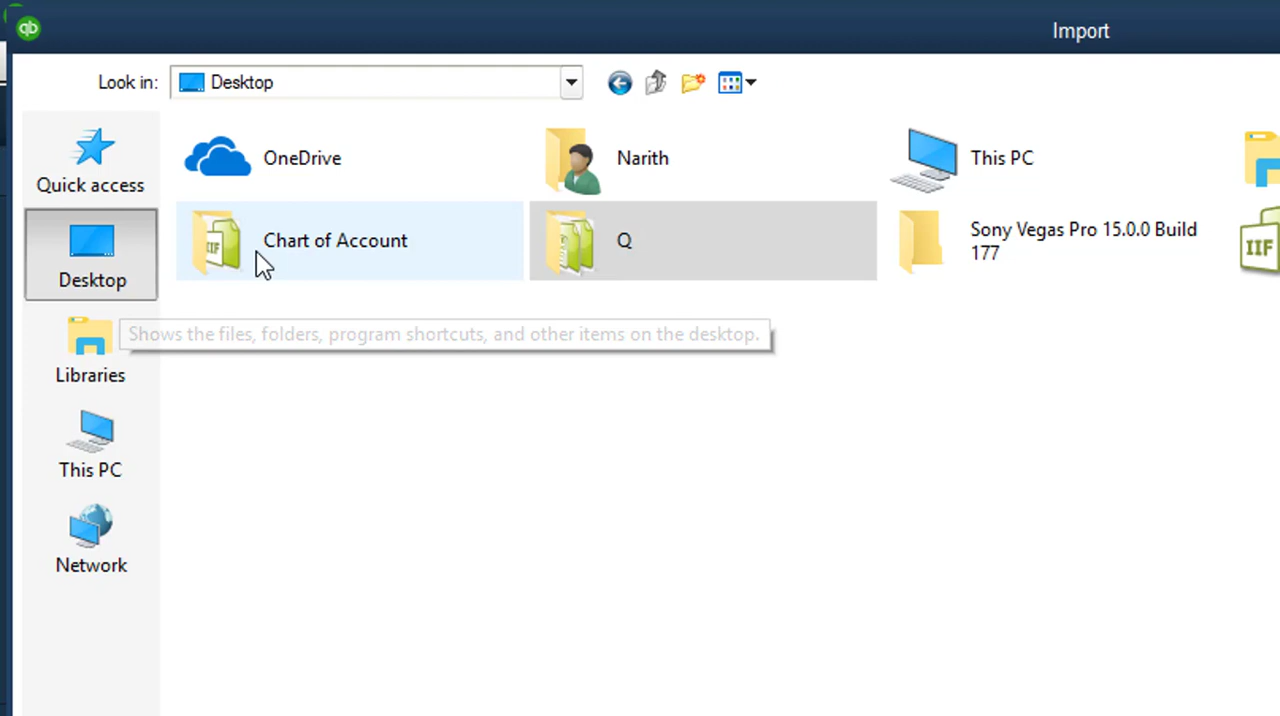 qb
Import
Look in:
Desktop
Quick access
Desktop
Libraries
This PC
Network
OneDrive
Narith
This PC
IIF
Chart of Account
Q
Sony Vegas Pro 15.0.0 Build
177
IIF
Shows the files, folders, program shortcuts, and other items on the desktop.